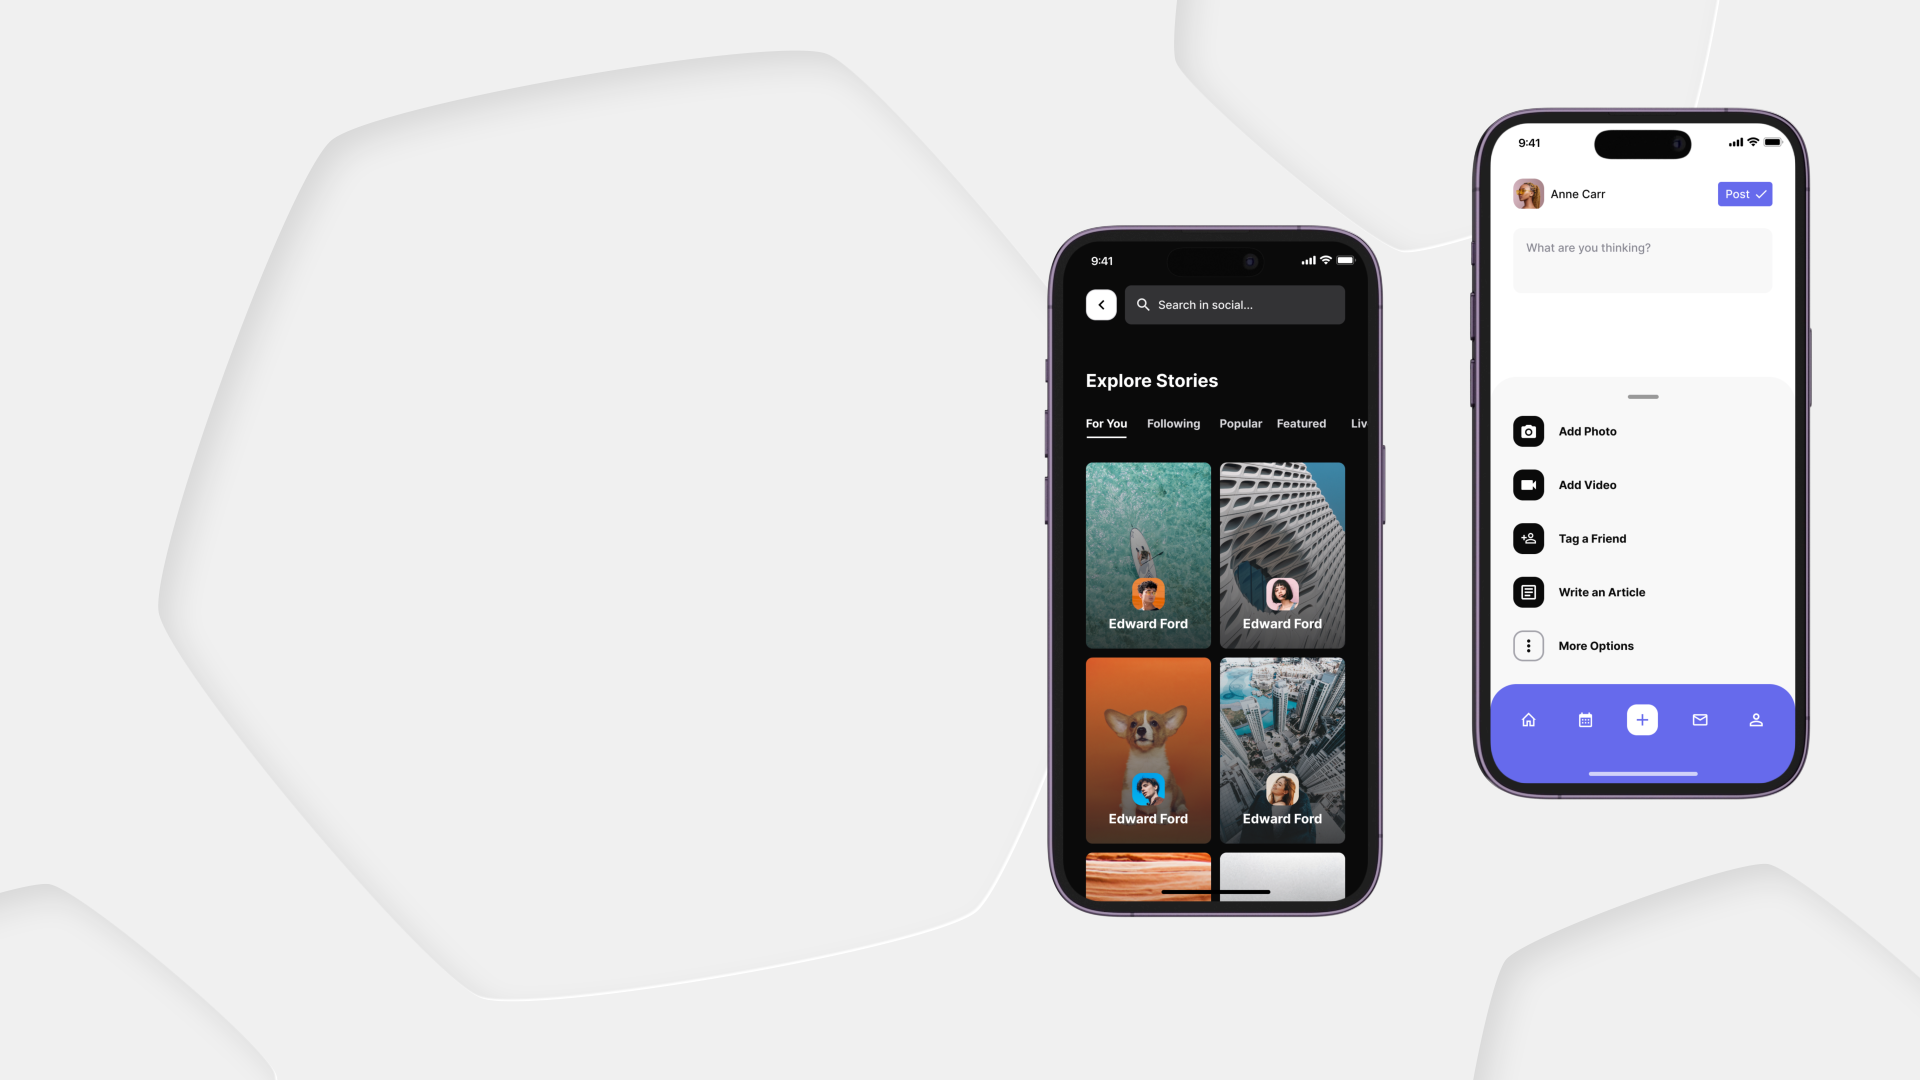 9:41
Search in social...
Explore Stories
For You Following Popular Featured Liv
Edward Ford Edward Ford
Edward Ford Edward Ford
9:41
Anne Carr Post
What are you thinking?
Add Photo
Add Video
Tag a Friend
Write an Article
More Options